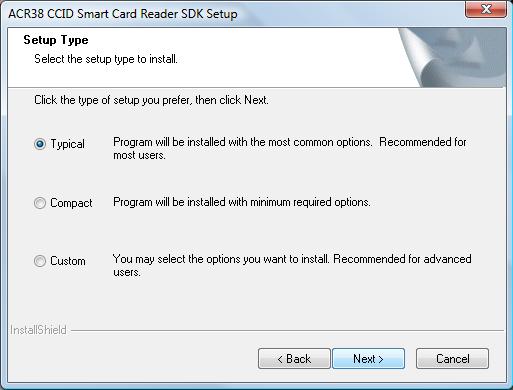 ACR38 CCID Smart Card Reader SDK Setup
Setup Type
Select the setup type to install.
Click the type of setup you prefer, then click Next.
Typical
Program will be installed with the most common options.  Recommended for
most users.
Compact
Program will be installed with minimum required options.
Custom
You may select the options you want to install. Recommended for advanced
users.
InstallShield
< Back
Next >
Cancel